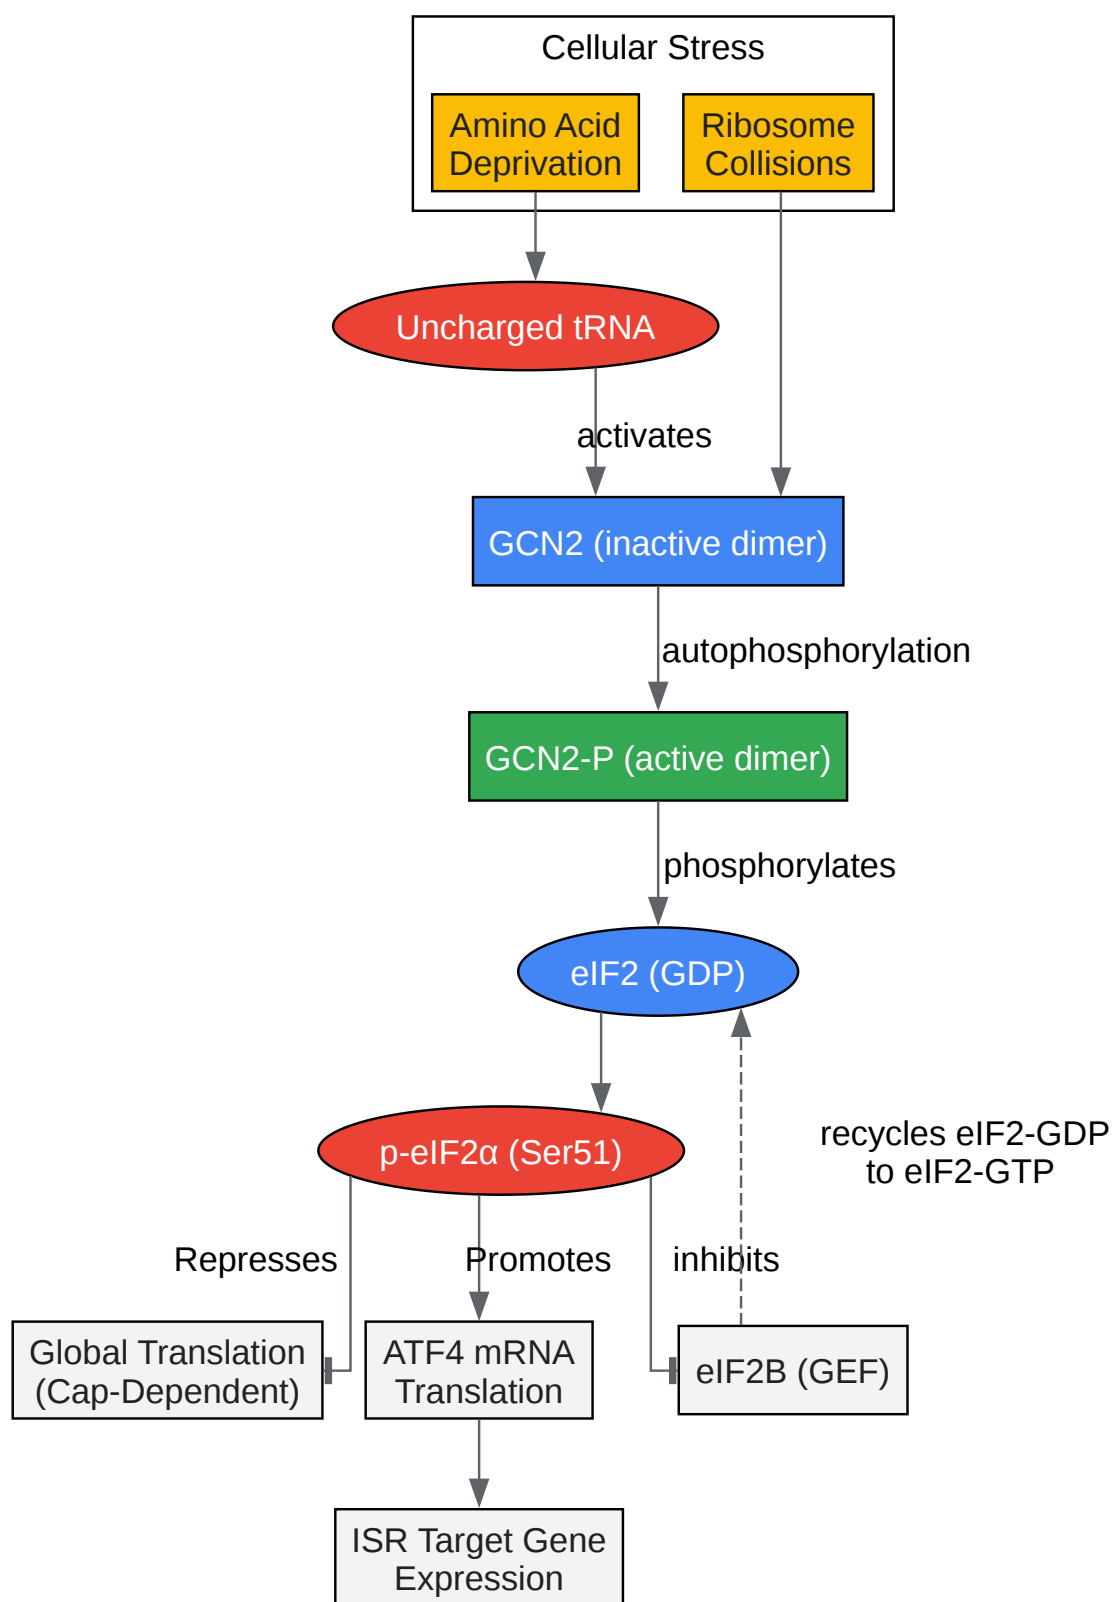 Cellular Stress
Amino Acid
Deprivation
Ribosome
Collisions
Uncharged tRNA
activates
GCN2 (inactive dimer)
autophosphorylation
GCN2-P (active dimer)
phosphorylates
eIF2 (GDP)
p-eIF2α (Ser51)
recycles eIF2-GDP
to eIF2-GTP
Represses
Promotes
inhibits
Global Translation
(Cap-Dependent)
ATF4 mRNA
Translation
eIF2B (GEF)
ISR Target Gene
Expression